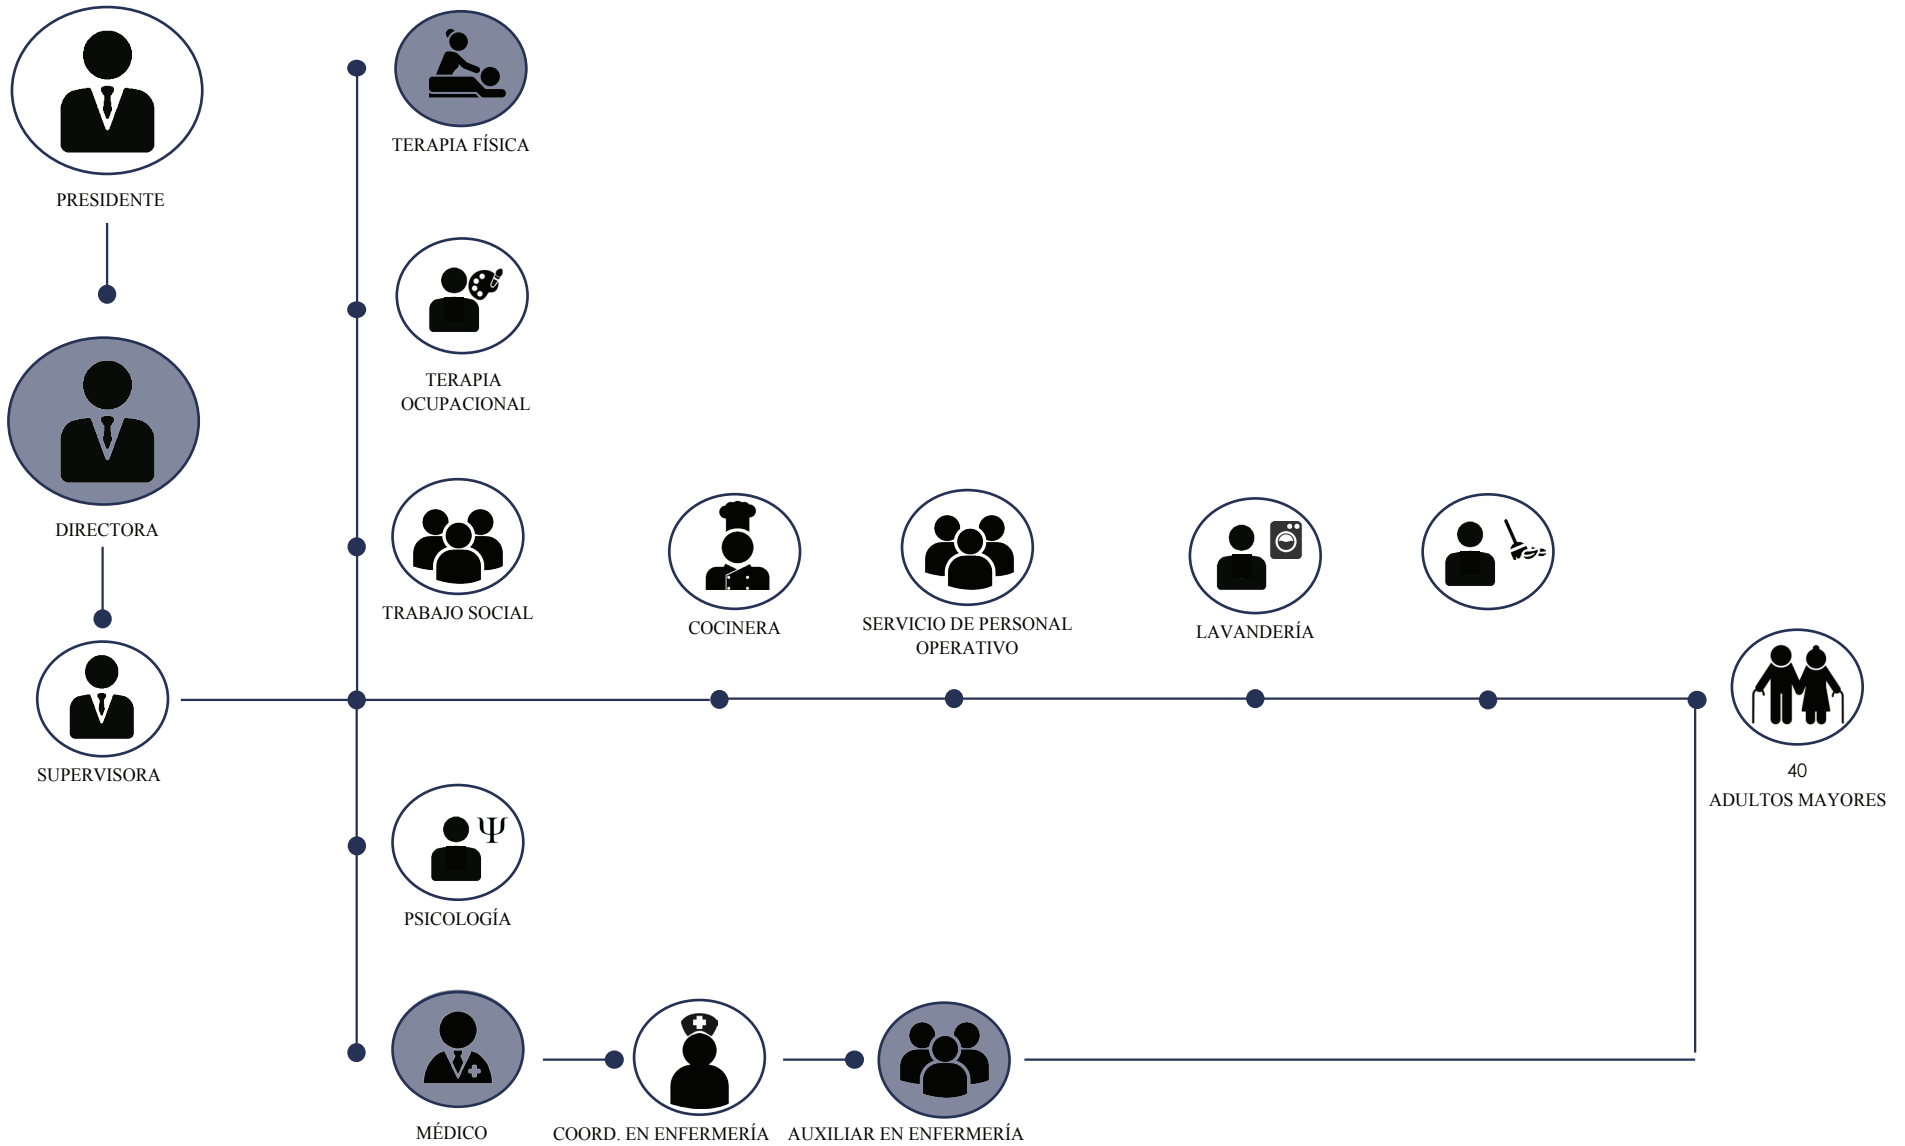 PRESIDENTE
DIRECTORA
SUPERVISORA
TERAPIA FÍSICA
TERAPIA
OCUPACIONAL
TRABAJO SOCIAL
COCINERA
SERVICIO DE PERSONAL
OPERATIVO
LAVANDERÍA
40
ADULTOS MAYORES
Ψ
PSICOLOGÍA
MÉDICO
COORD. EN ENFERMERÍA
AUXILIAR EN ENFERMERÍA